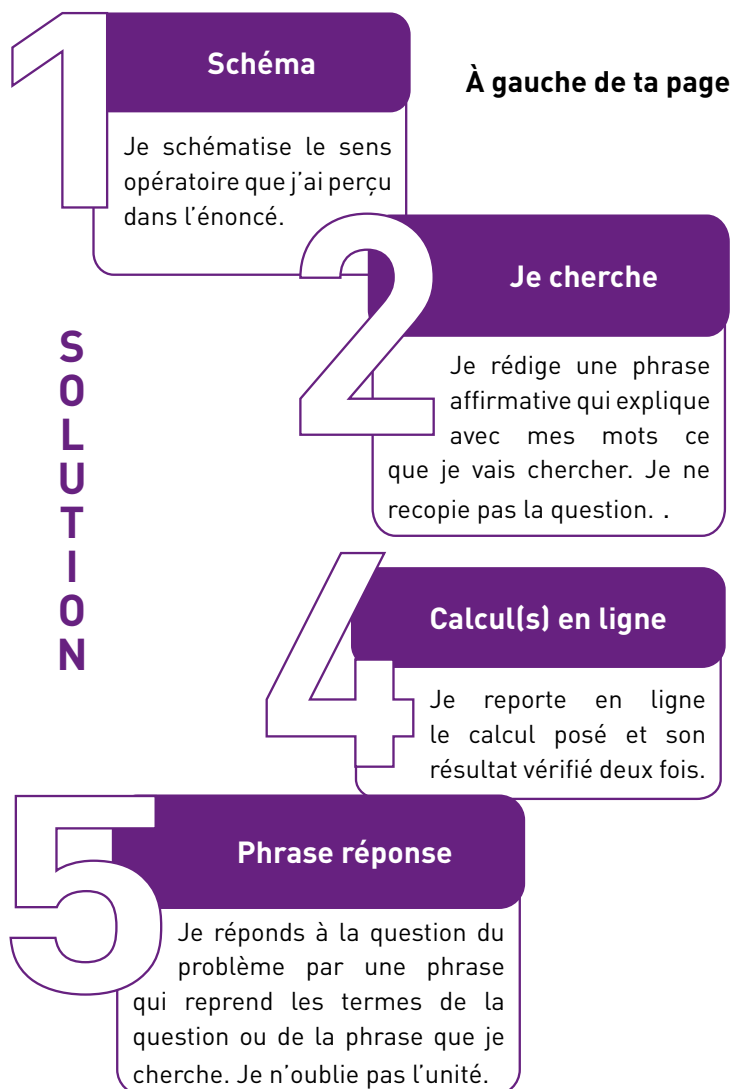 1
Schéma
À gauche de ta page
Je schématise le sens
opératoire que j'ai perçu
dans l'énoncé.
2
Je cherche
Je rédige une phrase
affirmative qui explique
avec mes mots ce
que je vais chercher. Je ne
recopie pas la question. .
S
O
L
U
T
I
O
N
4
Calcul(s) en ligne
Je reporte en ligne
le calcul posé et son
résultat vérifié deux fois.
5
Phrase réponse
Je réponds à la question du
problème par une phrase
qui reprend les termes de la
question ou de la phrase que je
cherche. Je n'oublie pas l'unité.